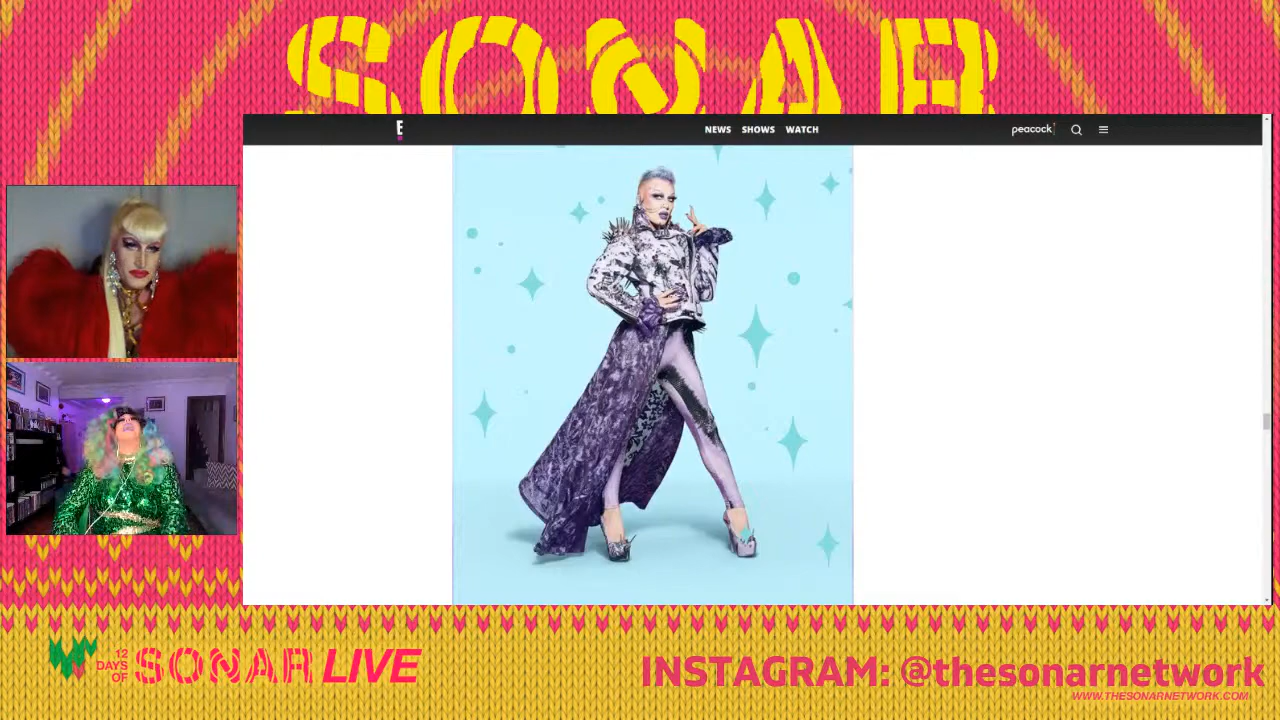 SONAR
E
NEWS SHOWS WATCH
peacock
12
DAYS
OF
SONAR LIVE
INSTAGRAM: @thesonarnetwork
WWW.THESONARNETWORK.COM